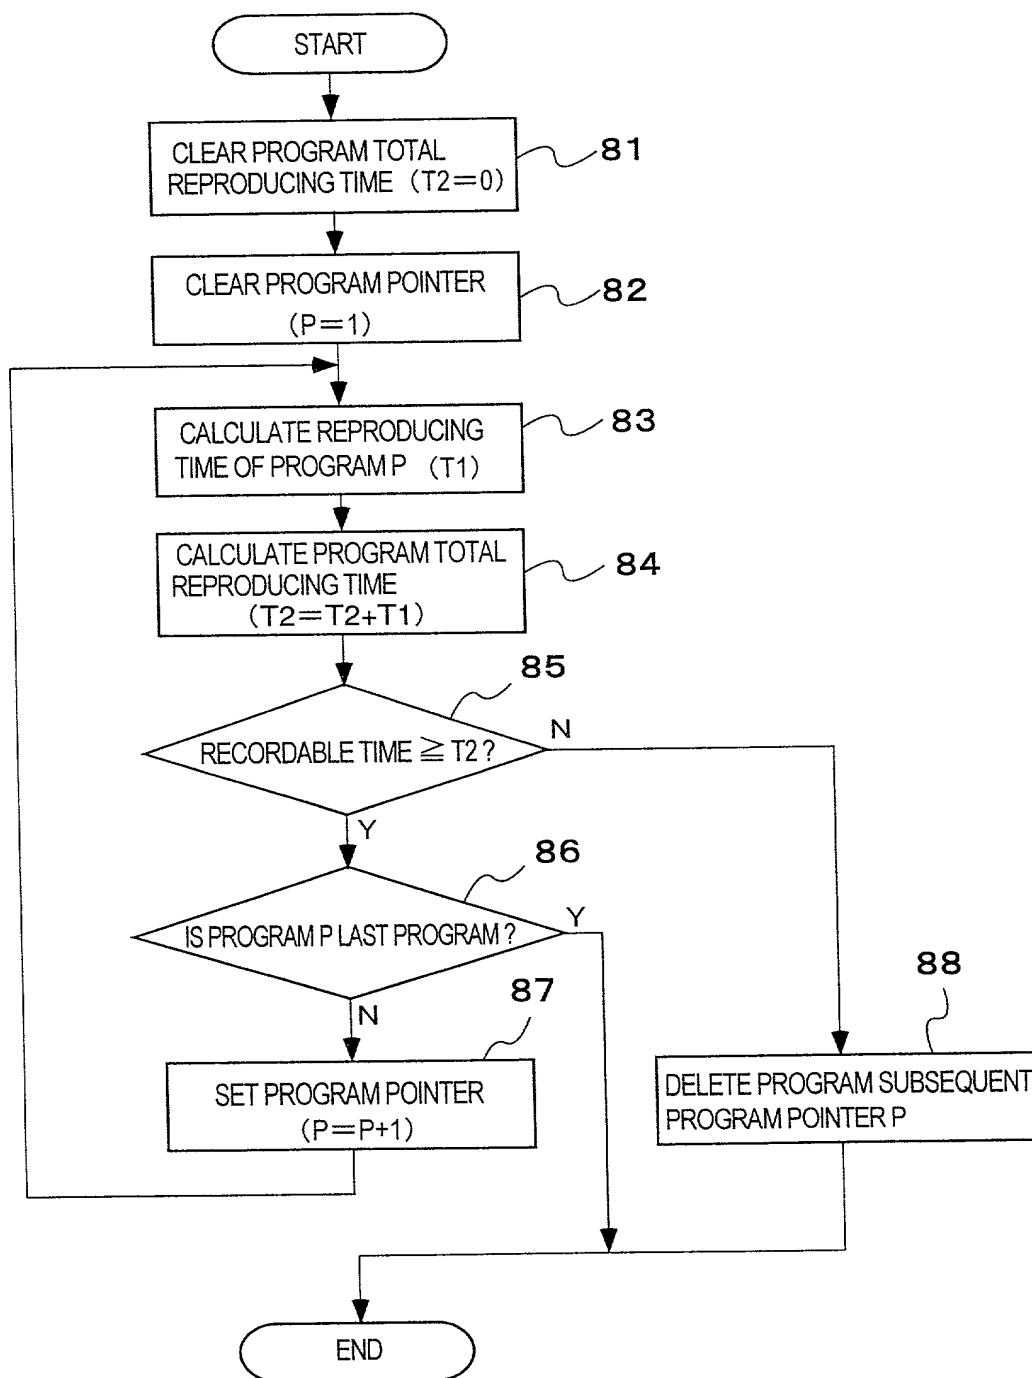 START
CLEAR PROGRAM TOTAL
REPRODUCING TIME (T2=0)
81
CLEAR PROGRAM POINTER
(P=1)
82
CALCULATE REPRODUCING
TIME OF PROGRAM P (T1)
83
CALCULATE PROGRAM TOTAL
REPRODUCING TIME
(T2=T2+T1)
84
85
RECORDABLE TIME ≧ T2?
N
Y
86
IS PROGRAM P LAST PROGRAM?
Y
N
87
SET PROGRAM POINTER
(P=P+1)
88
DELETE PROGRAM SUBSEQUENT
PROGRAM POINTER P
END